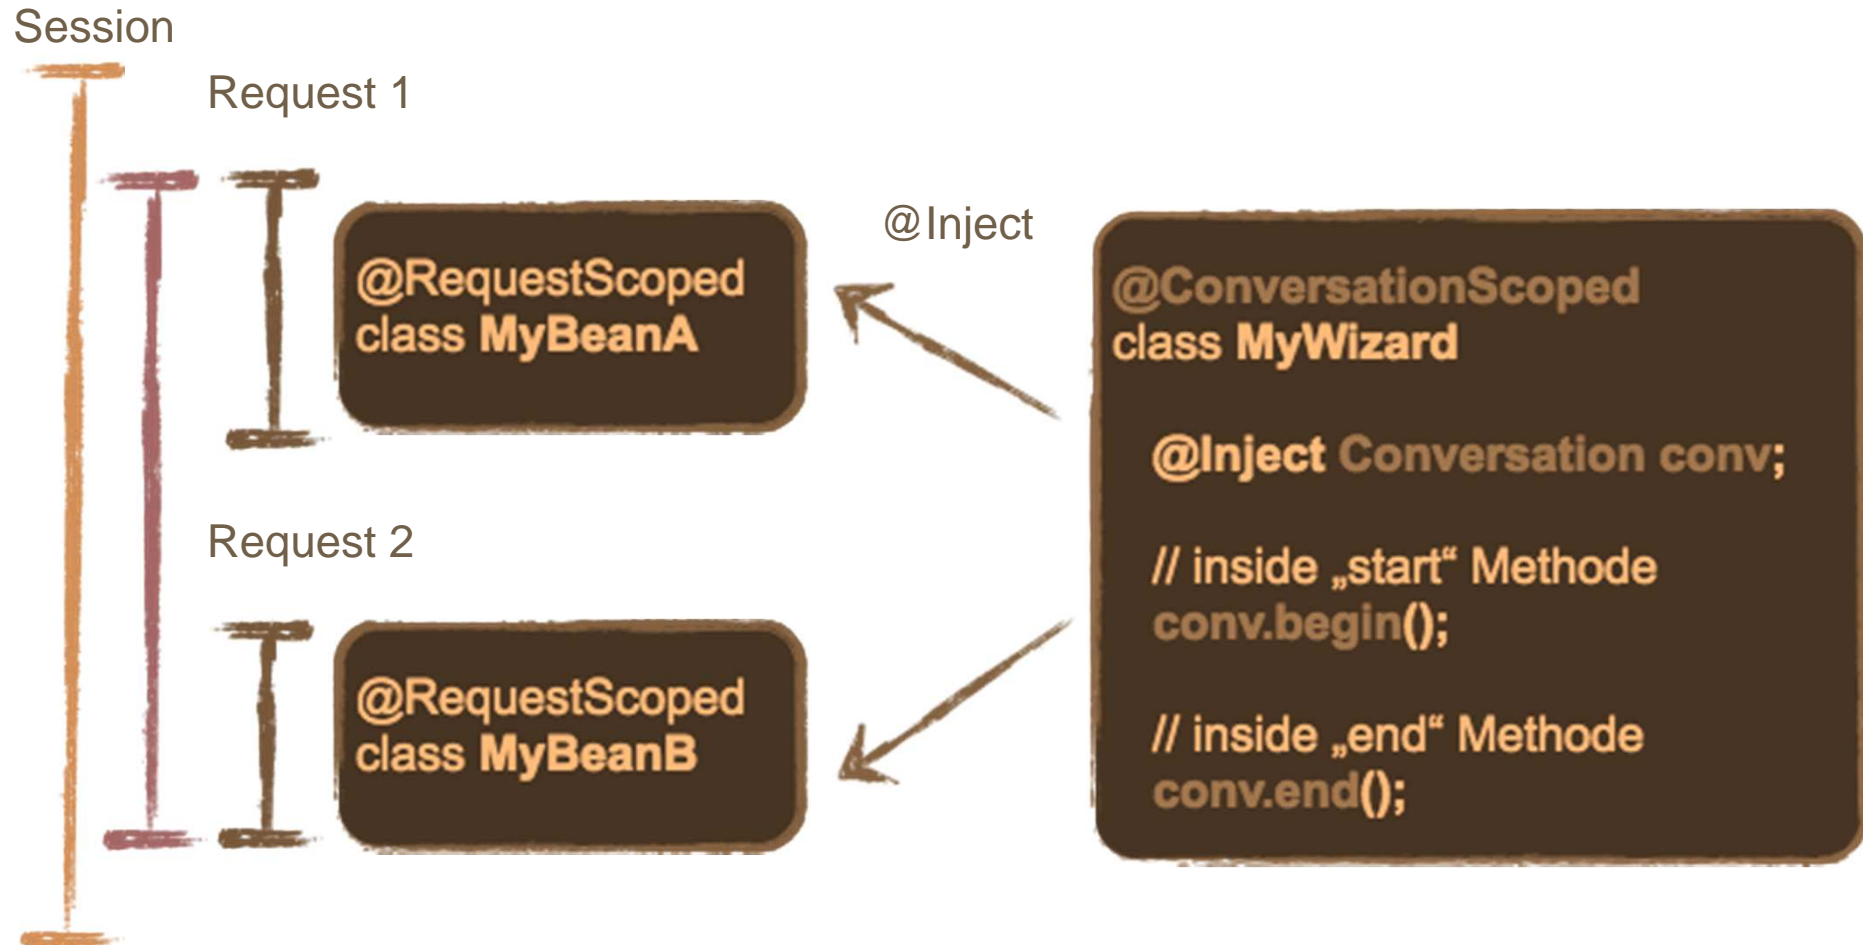 Session
Request 1
@RequestScoped
class MyBeanA
@Inject
Request 2
@RequestScoped
class MyBeanB
@ConversationScoped
class MyWizard
@Inject Conversation conv;
// inside „start“ Methode
conv.begin();
// inside „end“ Methode
conv.end();